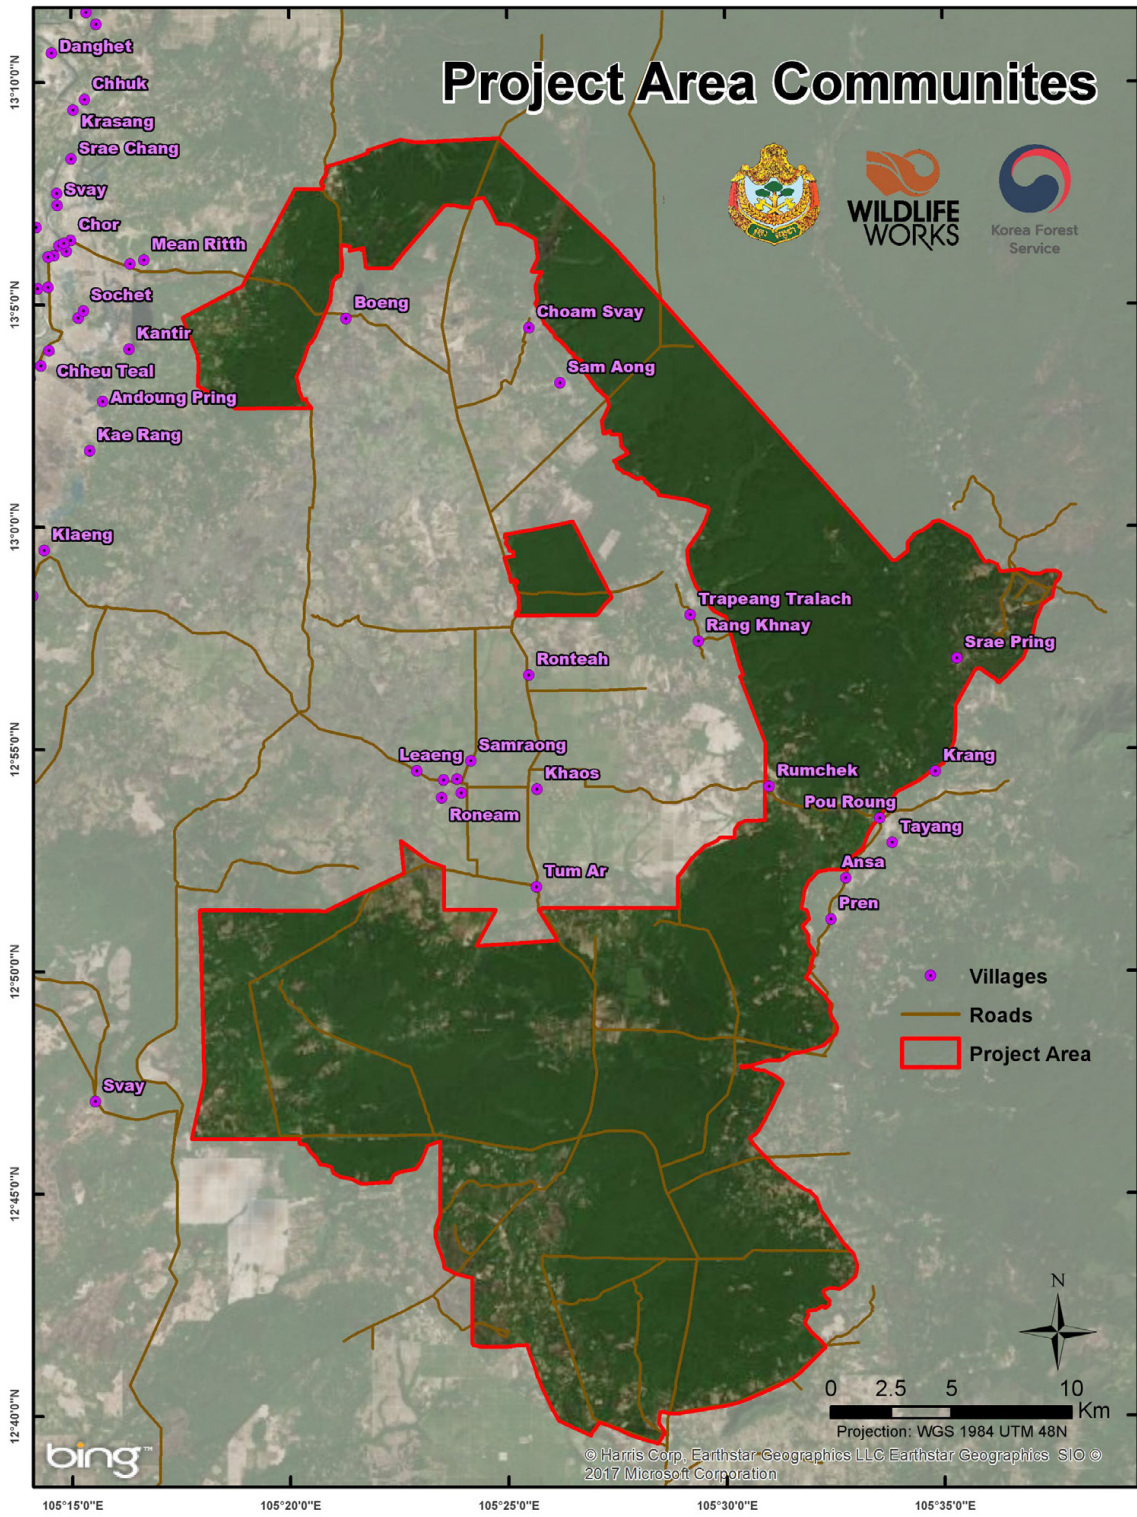 Project Area Communites
WILDLIFE
WORKS
Korea Forest
Service
Danghet
Chhuk
Krasang
Srae Chang
Svay
Chor
Mean Ritth
Sochet
Boeng
Choam Svay
Kantir
Sam Aong
Chheu Teal
Andoung Pring
Kae Rang
Klaeng
Trapeang Tralach
Rang Khnay
Srae Pring
Ronteah
Samraong
Leaeng
Krang
Khaos
Rumchek
Roneam
Pou Roung
Tayang
Ansa
Tum Ar
Pren
Svay
Villages
Roads
Project Area
N
0 2.5 5 10
Km
Projection: WGS 1984 UTM 48N
bing™
© Harris Corp, Earthstar Geographics LLC Earthstar Geographics SIO ©
2017 Microsoft Corporation
13°10'0"N
13°5'0"N
13°0'0"N
12°55'0"N
12°50'0"N
12°45'0"N
12°40'0"N
105°15'0"E 105°20'0"E 105°25'0"E 105°30'0"E 105°35'0"E